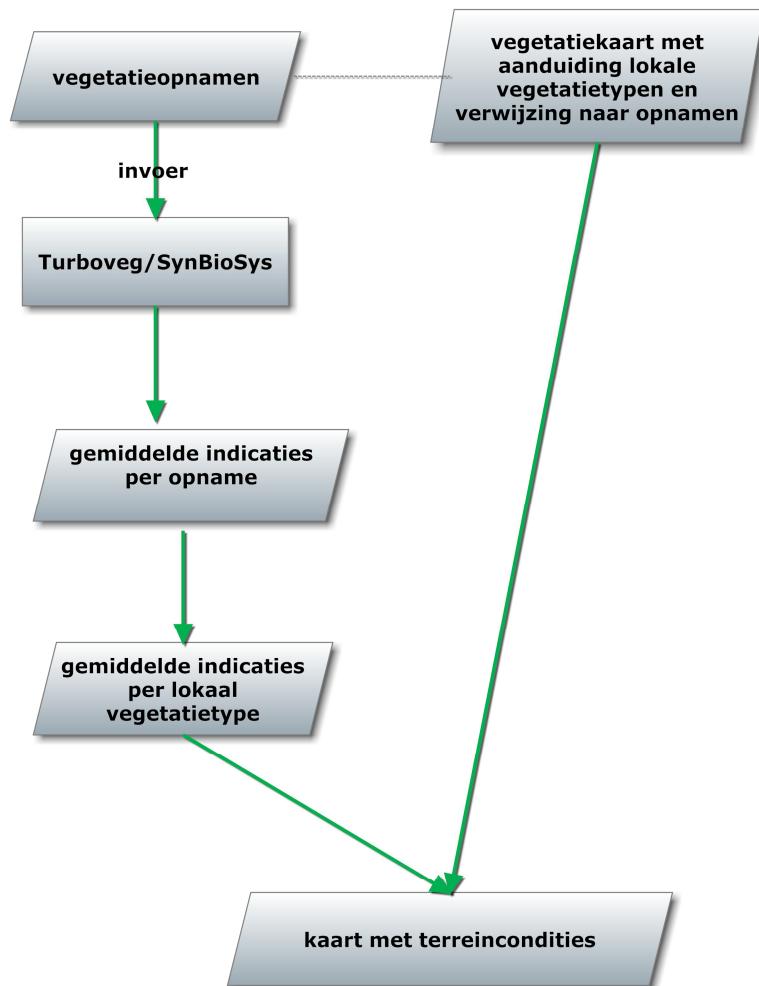 vegetatieopnamen
vegetatiekaart met
aanduiding lokale
vegetatietypen en
verwijzing naar opnamen
invoer
Turboveg/SynBioSys
gemiddelde indicaties
per opname
gemiddelde indicaties
per lokaal
vegetatietype
kaart met terreincondities